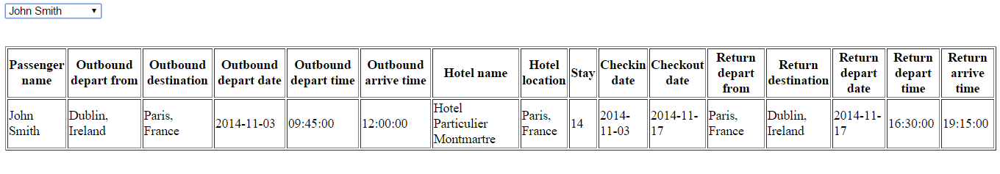 John Smith
Passenger name Outbound depart from Outbound destination Outbound depart date Outbound depart time Outbound arrive time Hotel name Hotel location Stay Checkin date Checkout date Return depart from Return destination Return depart date Return depart time Return arrive time
John Smith Dublin, Ireland Paris, France 2014-11-03 09:45:00 12:00:00 Hotel Particulier Montmartre Paris, France 14 2014-11-03 2014-11-17 Paris, France Dublin, Ireland 2014-11-17 16:30:00 19:15:00